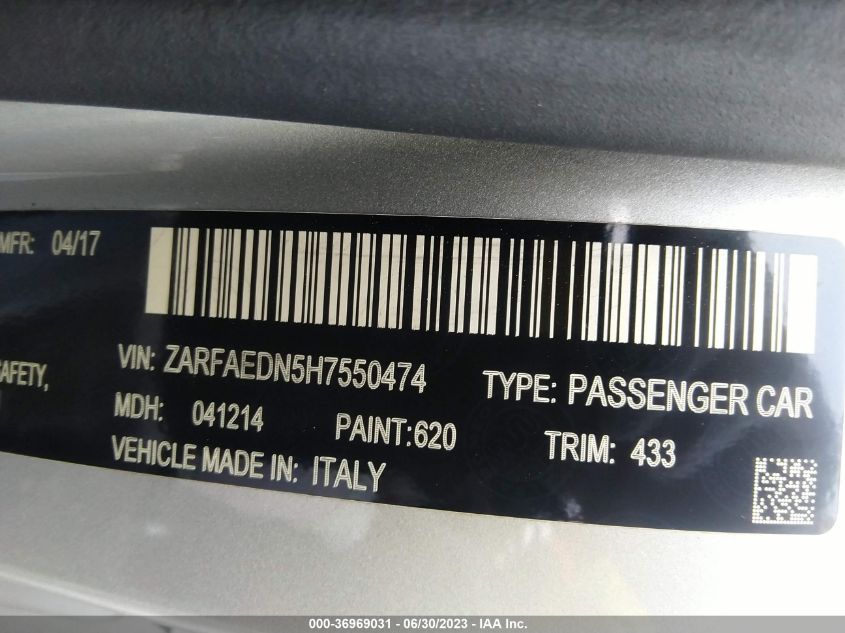 MFR: 04/17
SAFETY,
VIN: ZARFAEDN5H7550474
TYPE: PASSENGER CAR
MDH: 041214
PAINT:620
TRIM: 433
VEHICLE MADE IN: ITALY
000-36969031 - 06/30/2023 - IAA Inc.